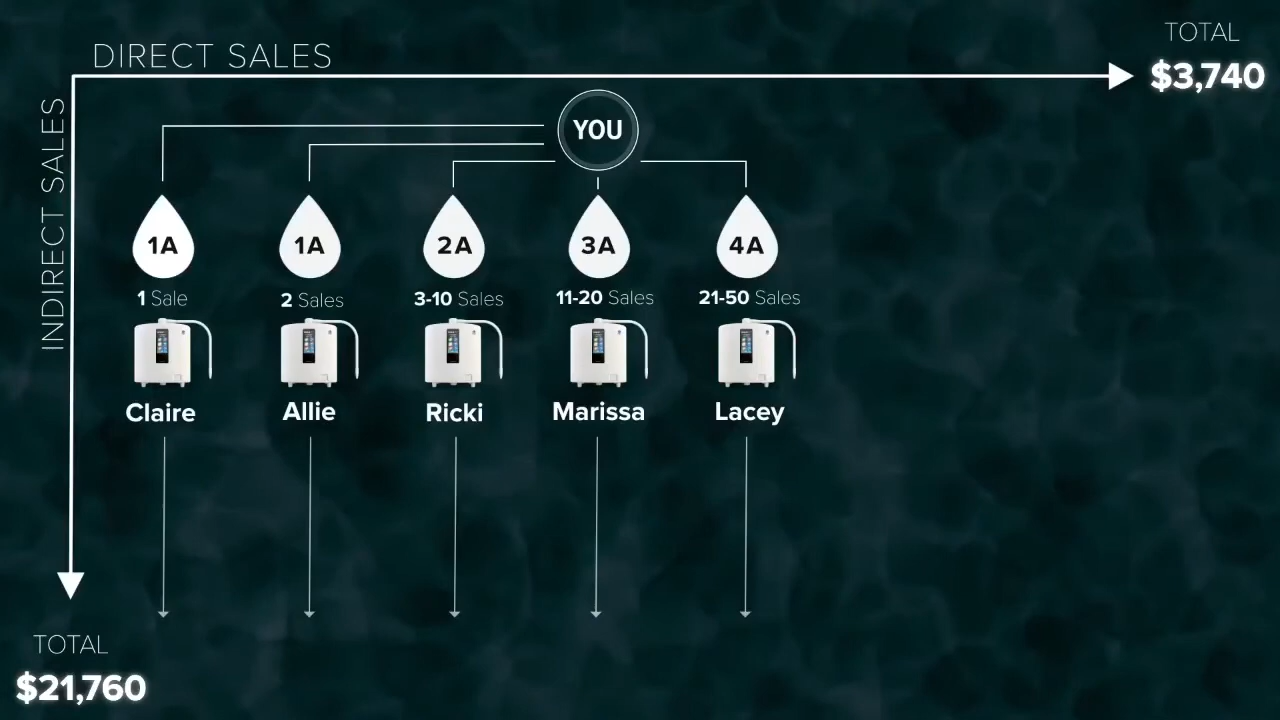 DIRECT SALES
TOTAL
$3,740
INDIRECT SALES
YOU
1A
1A
2A
3A
4A
1 Sale
2 Sales
3-10 Sales
11-20 Sales
21-50 Sales
Claire
Allie
Ricki
Marissa
Lacey
TOTAL
$21,760